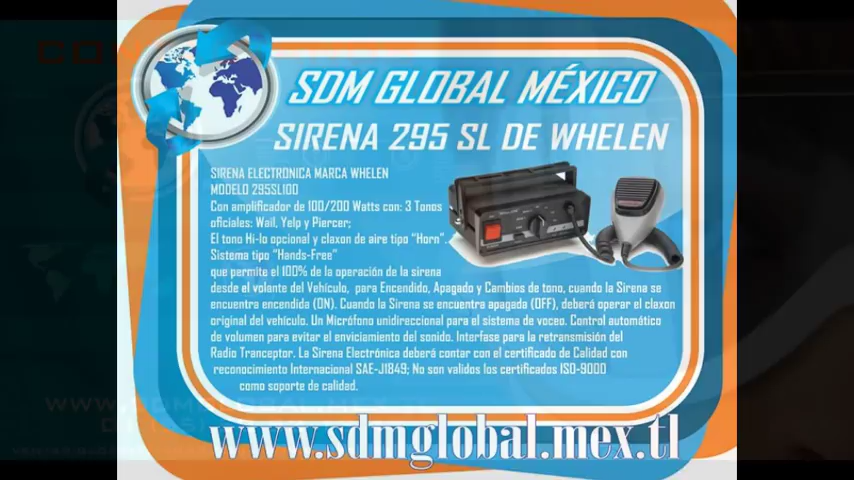 SDM GLOBAL MÉXICO
SIRENA 295 SL DE WHELEN
SIRENA ELECTRONICA MARCA WHELEN
MODELO 295SL100
Con amplificador de 100/200 Watts con: 3 Tonos
oficiales: Wail, Yelp y Piercer;
El tono Hi-lo opcional y claxon de aire tipo “Horn”.
Sistema tipo “Hands-Free”
que permite el 100% de la operación de la sirena
desde el volante del Vehículo, para Encendido, Apagado y Cambios de tono, cuando la Sirena se
encuentra encendida (ON). Cuando la Sirena se encuentra apagada (OFF), deberá operar el claxon
original del vehículo. Un Micrófono unidireccional para el sistema de voceo. Control automático
de volumen para evitar el enviciamiento del sonido. Interfase para la retransmisión del
Radio Tranceptor. La Sirena Electrónica deberá contar con el certificado de Calidad con
reconocimiento Internacional SAE-J1849; No son validos los certificados ISO-9000
como soporte de calidad.
www.sdmglobal.mex.tl